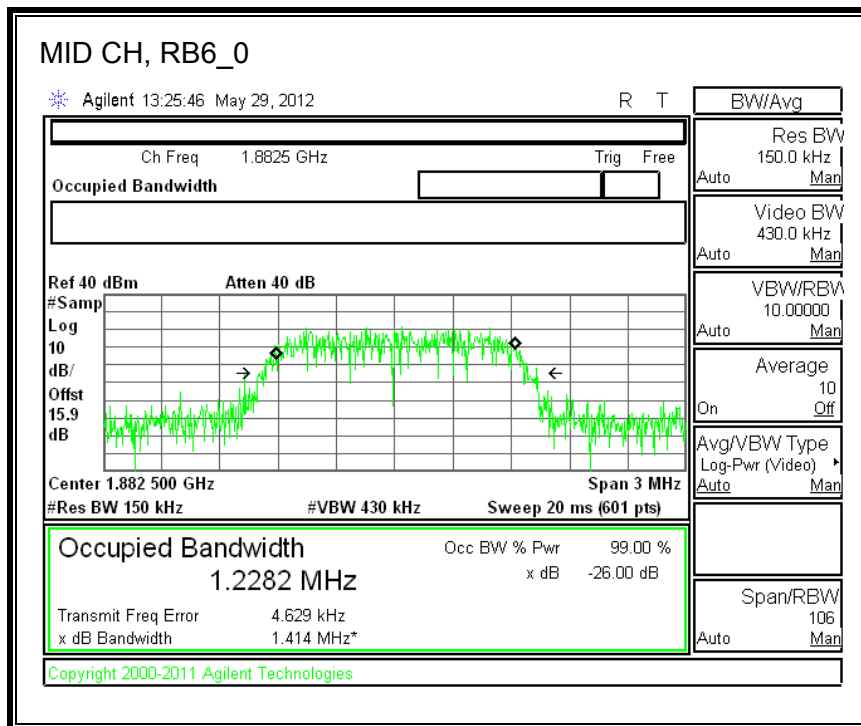 MID CH, RB6_0
Agilent 13:25:46 May 29, 2012 R T
Ch Freq 1.8825 GHz Trig Free
Occupied Bandwidth
Ref 40 dBm Atten 40 dB
#Samp
Log
10
dB/
Offst
15.9
dB
Center 1.882 500 GHz Span 3 MHz
#Res BW 150 kHz #VBW 430 kHz Sweep 20 ms (601 pts)
Occupied Bandwidth Occ BW % Pwr 99.00 %
1.2282 MHz x dB -26.00 dB
Transmit Freq Error 4.629 kHz
x dB Bandwidth 1.414 MHz*
Copyright 2000-2011 Agilent Technologies
BW/Avg
Res BW
150.0 kHz
Auto Man
Video BW
430.0 kHz
Auto Man
VBW/RBW
10.00000
Auto Man
Average
10
On Off
Avg/VBW Type
Log-Pwr (Video)
Auto Man
Span/RBW
106
Auto Man